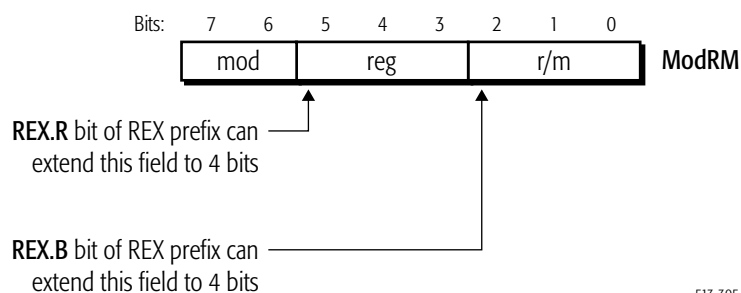 Bits: 7 6 5 4 3 2 1 0
mod reg r/m ModRM
REX.R bit of REX prefix can
extend this field to 4 bits
REX.B bit of REX prefix can
extend this field to 4 bits